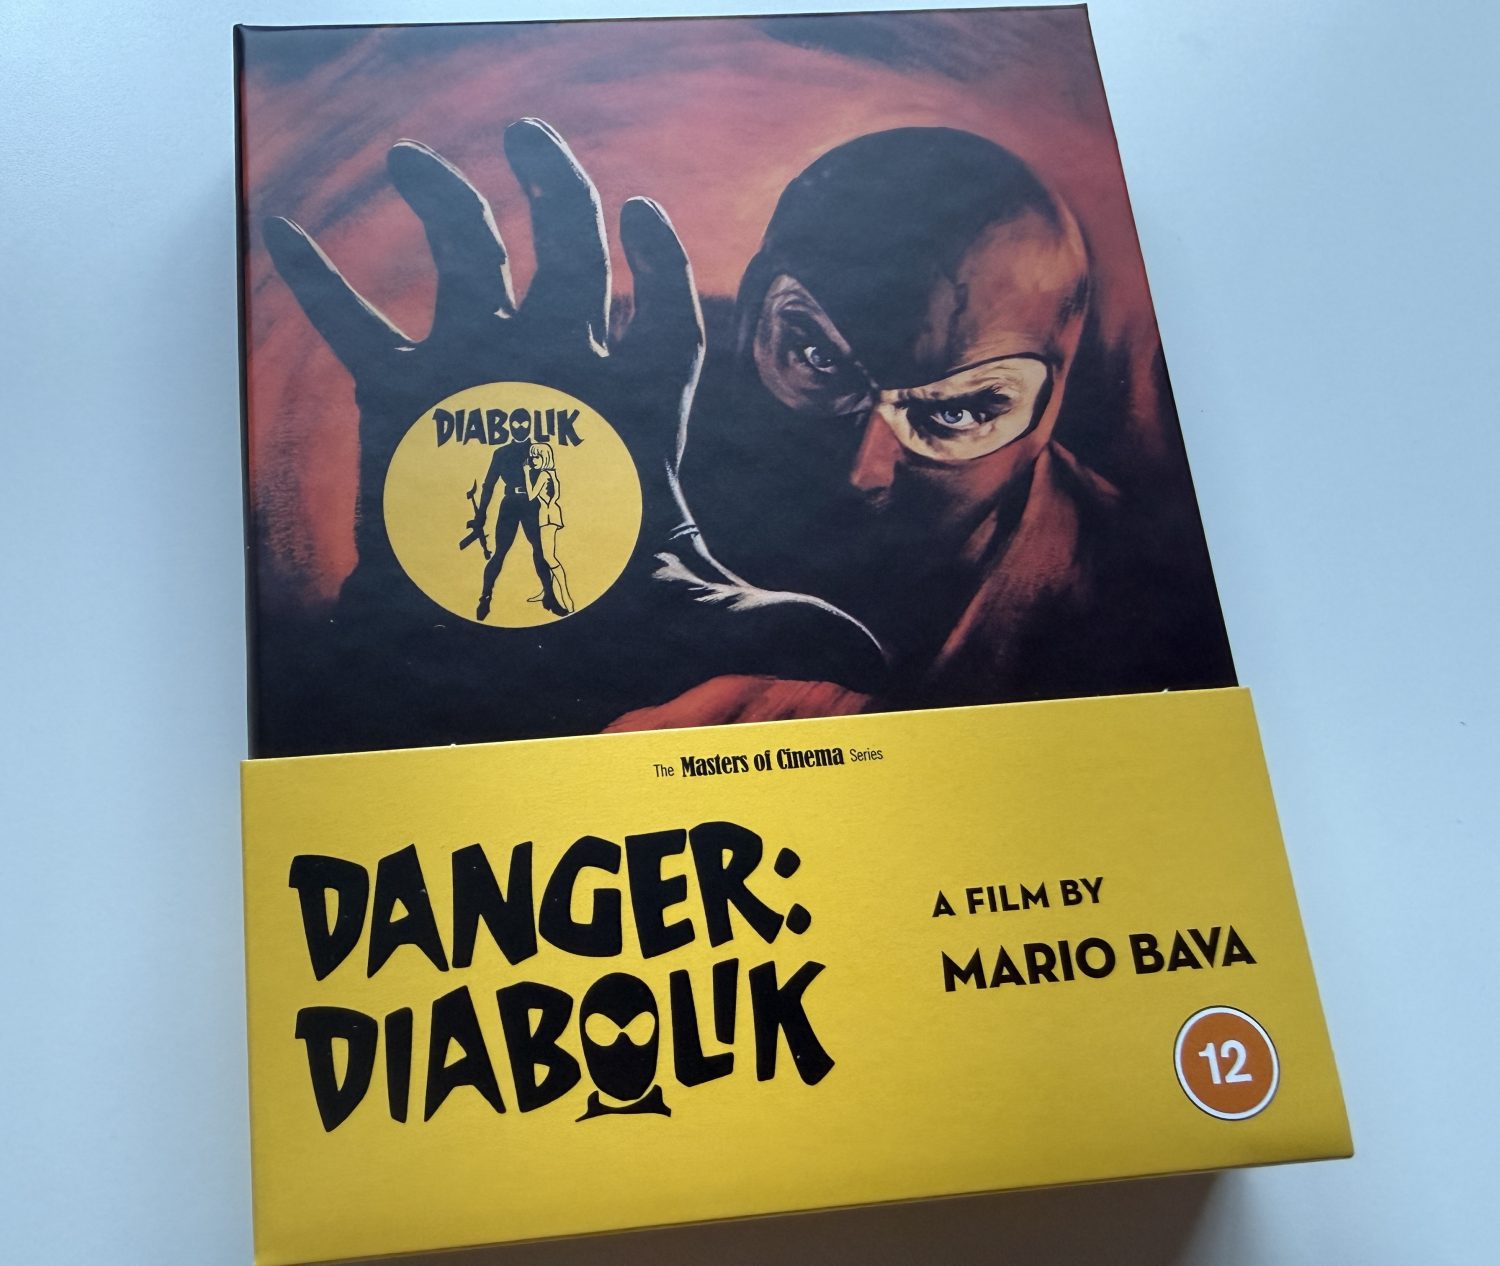 DIABOLIK
The Masters of Cinema Series
DANGER:
DIABOLIK
A FILM BY
MARIO BAVA
12